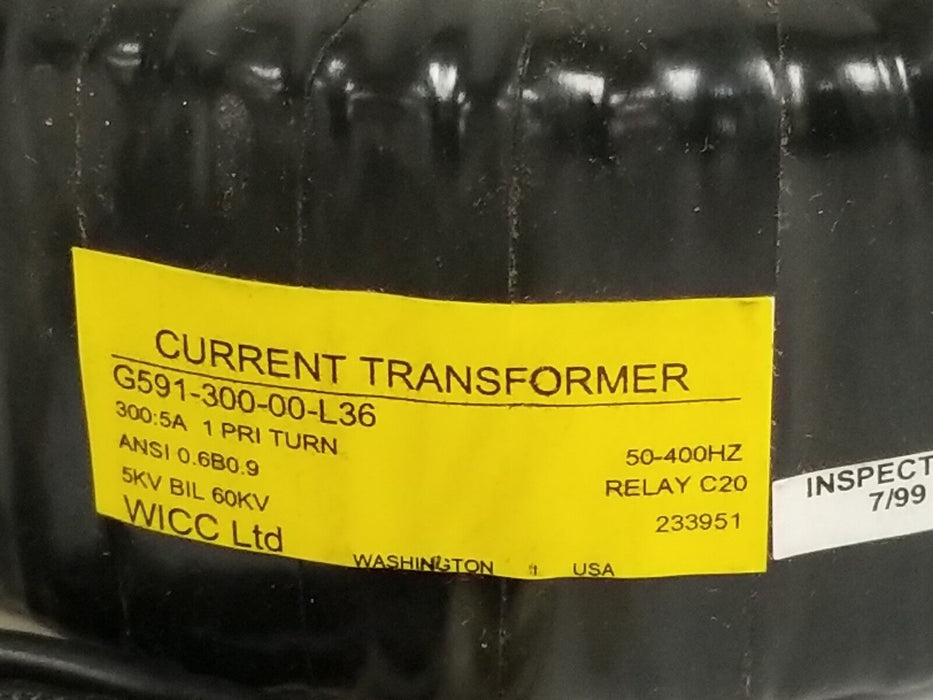 CURRENT TRANSFORMER
G591-300-00-L36
300:5A 1 PRI TURN
ANSI 0.6B0.9
5KV BIL 60KV
WICC Ltd
50-400HZ
RELAY C20
233951
WASHINGTON USA
INSPECT
7/99